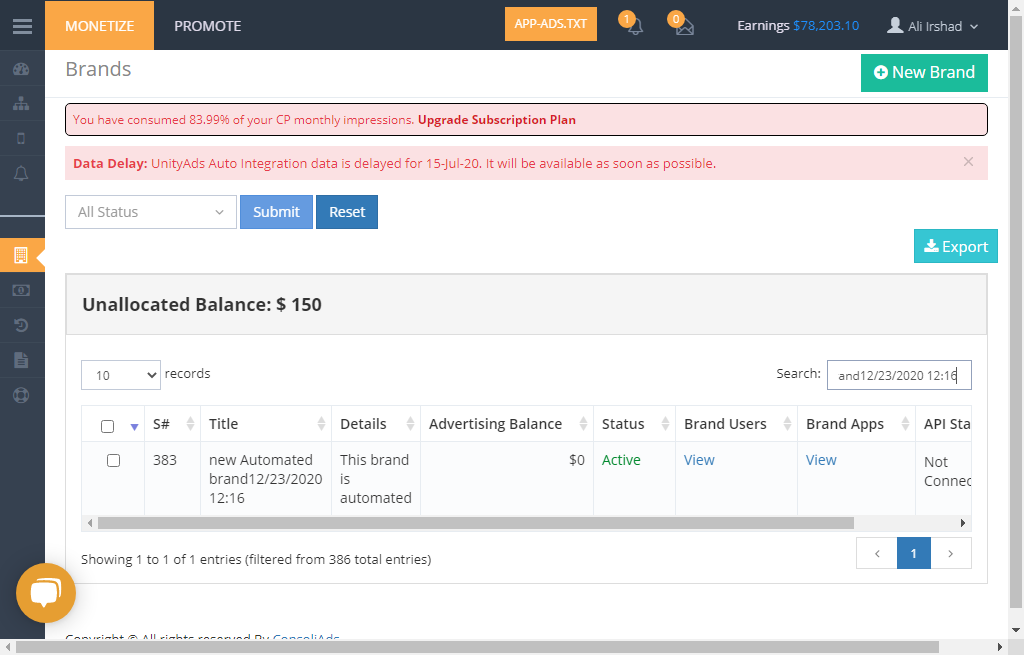 MONETIZE PROMOTE APP-ADS.TXT 1 0 Earnings $78,203.10 Ali Irshad
Brands New Brand
You have consumed 83.99% of your CP monthly impressions. Upgrade Subscription Plan
Data Delay: UnityAds Auto Integration data is delayed for 15-Jul-20. It will be available as soon as possible. ×
All Status Submit Reset
Export
Unallocated Balance: $ 150
10 records Search: and12/23/2020 12:16
S# Title Details Advertising Balance Status Brand Users Brand Apps API Sta
383 new Automated This brand $0 Active View View Not
brand12/23/2020 is Connec
12:16 automated
Showing 1 to 1 of 1 entries (filtered from 386 total entries) ‹ 1 ›
Copyright © All rights reserved By ConsoliAds